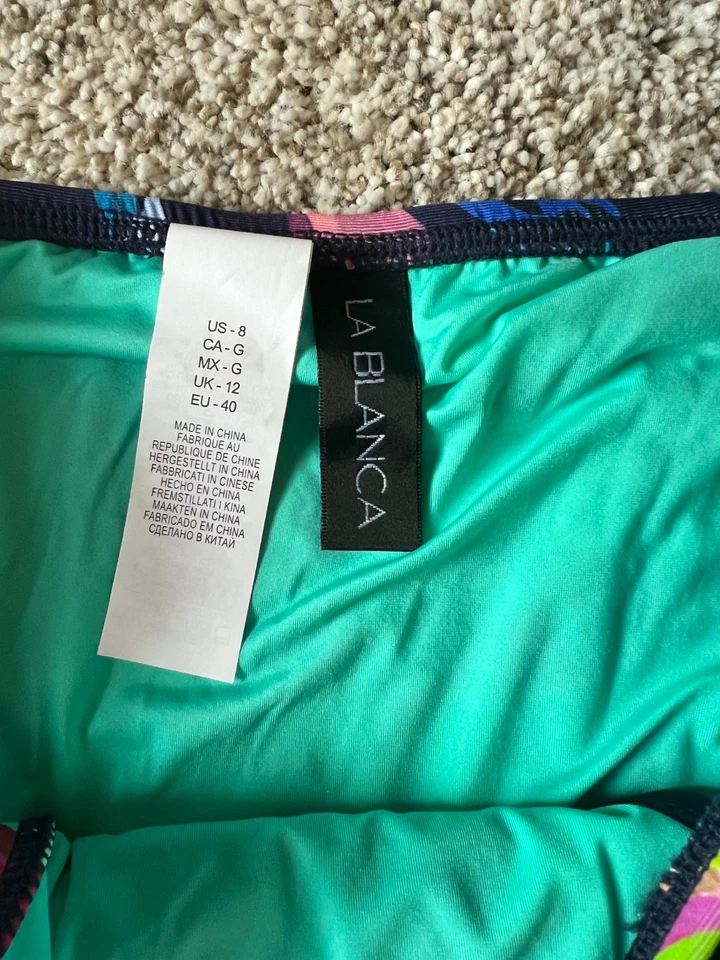 US - 8
CA - G
MX - G
UK - 12
EU - 40
MADE IN CHINA
FABRIQUE AU
REPUBLIQUE DE CHINE
HERGESTELLT IN CHINA
FABBRICATI IN CINESE
HECHO EN CHINA
FREMSTILLATI I KINA
MAAKTEN IN CHINA
FABRICADO EM CHINA
СДЕЛАНО В КИТАЙ
LA BLANCA